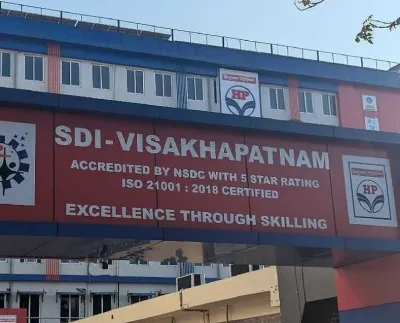 HP
SDI-VISAKHAPATNAM
ACCREDITED BY NSDC WITH 5 STAR RATING
ISO 21001 : 2018 CERTIFIED
EXCELLENCE THROUGH SKILLING
HP